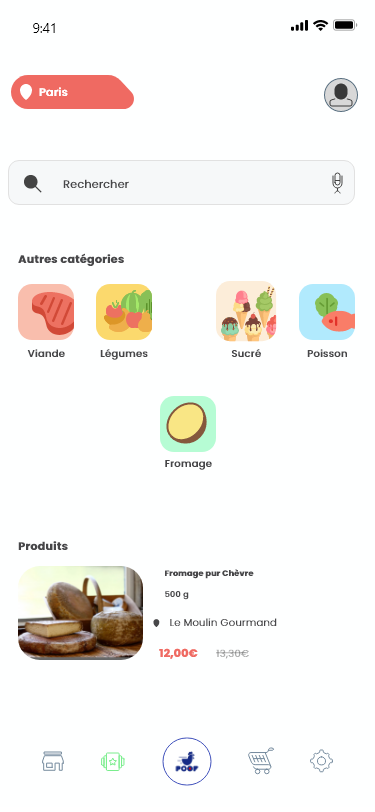 9:41
Paris
Rechercher
Autres catégories
Viande
Légumes
Sucré
Poisson
Fromage
Produits
Fromage pur Chèvre
500 g
Le Moulin Gourmand
12,00€ 13,30€
POOP